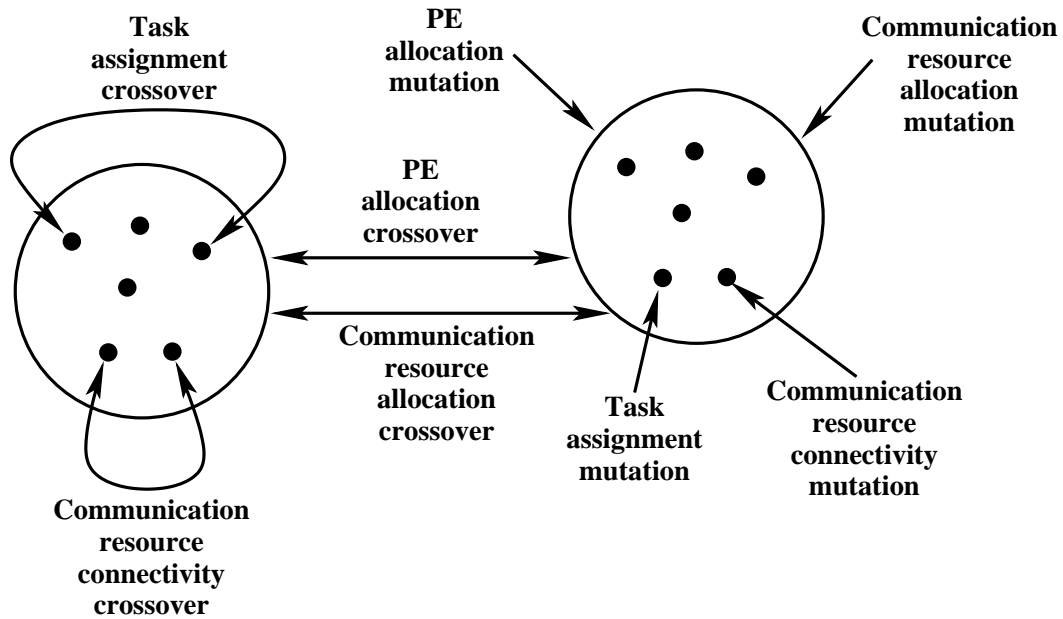 Task
assignment
crossover
PE
allocation
mutation
Communication
resource
allocation
mutation
PE
allocation
crossover
Communication
resource
allocation
crossover
Task
assignment
mutation
Communication
resource
connectivity
mutation
Communication
resource
connectivity
crossover